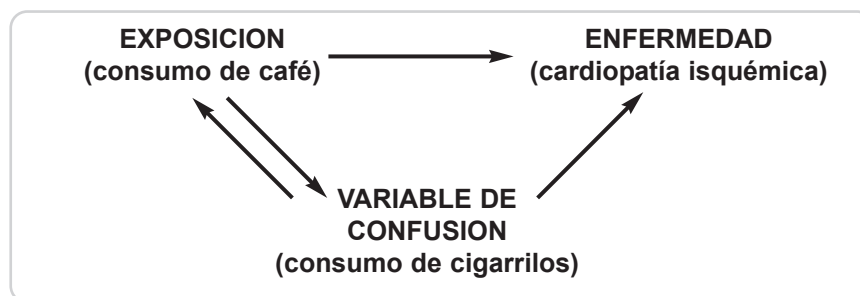 EXPOSICION
(consumo de café)
ENFERMEDAD
(cardiopatía isquémica)
VARIABLE DE
CONFUSION
(consumo de cigarrilos)